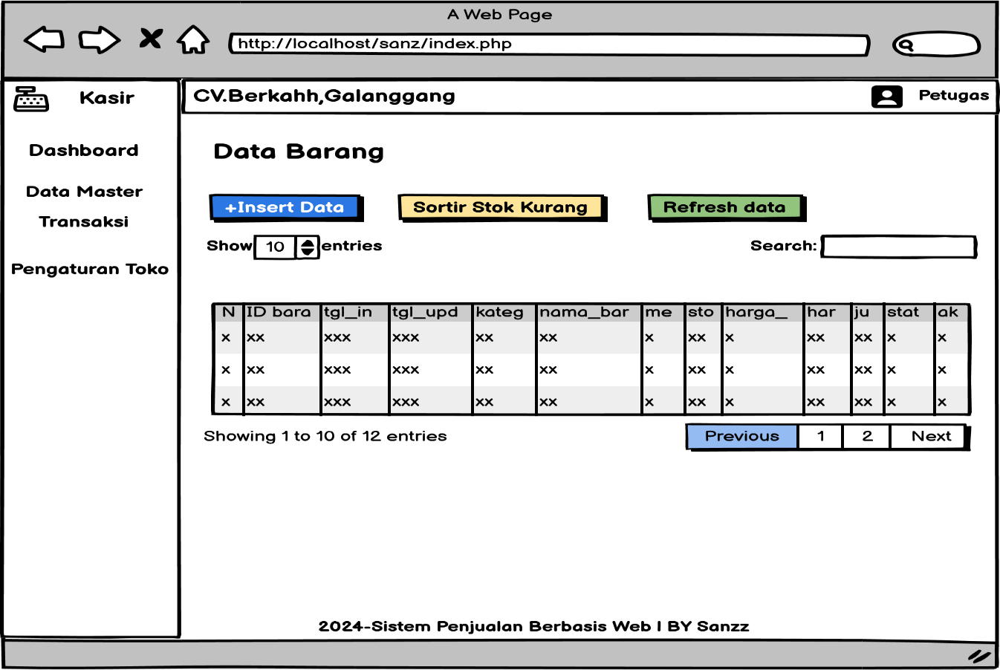 A Web Page
http://localhost/sanz/index.php
Kasir
CV.Berkahh,Galanggang
Petugas
Dashboard
Data Master
Transaksi
Pengaturan Toko
Data Barang
+Insert Data
Sortir Stok Kurang
Refresh data
Show 10 entries
Search:
N ID bara tgl_in tgl_upd kateg nama_bar me sto harga_ har ju stat ak
x xx xxx xxx xx xx x xx x xx xx x x
x xx xxx xxx xx xx x xx x xx xx x x
x xx xxx xxx xx xx x xx x xx xx x x
Showing 1 to 10 of 12 entries
Previous 1 2 Next
2024-Sistem Penjualan Berbasis Web | BY Sanzz